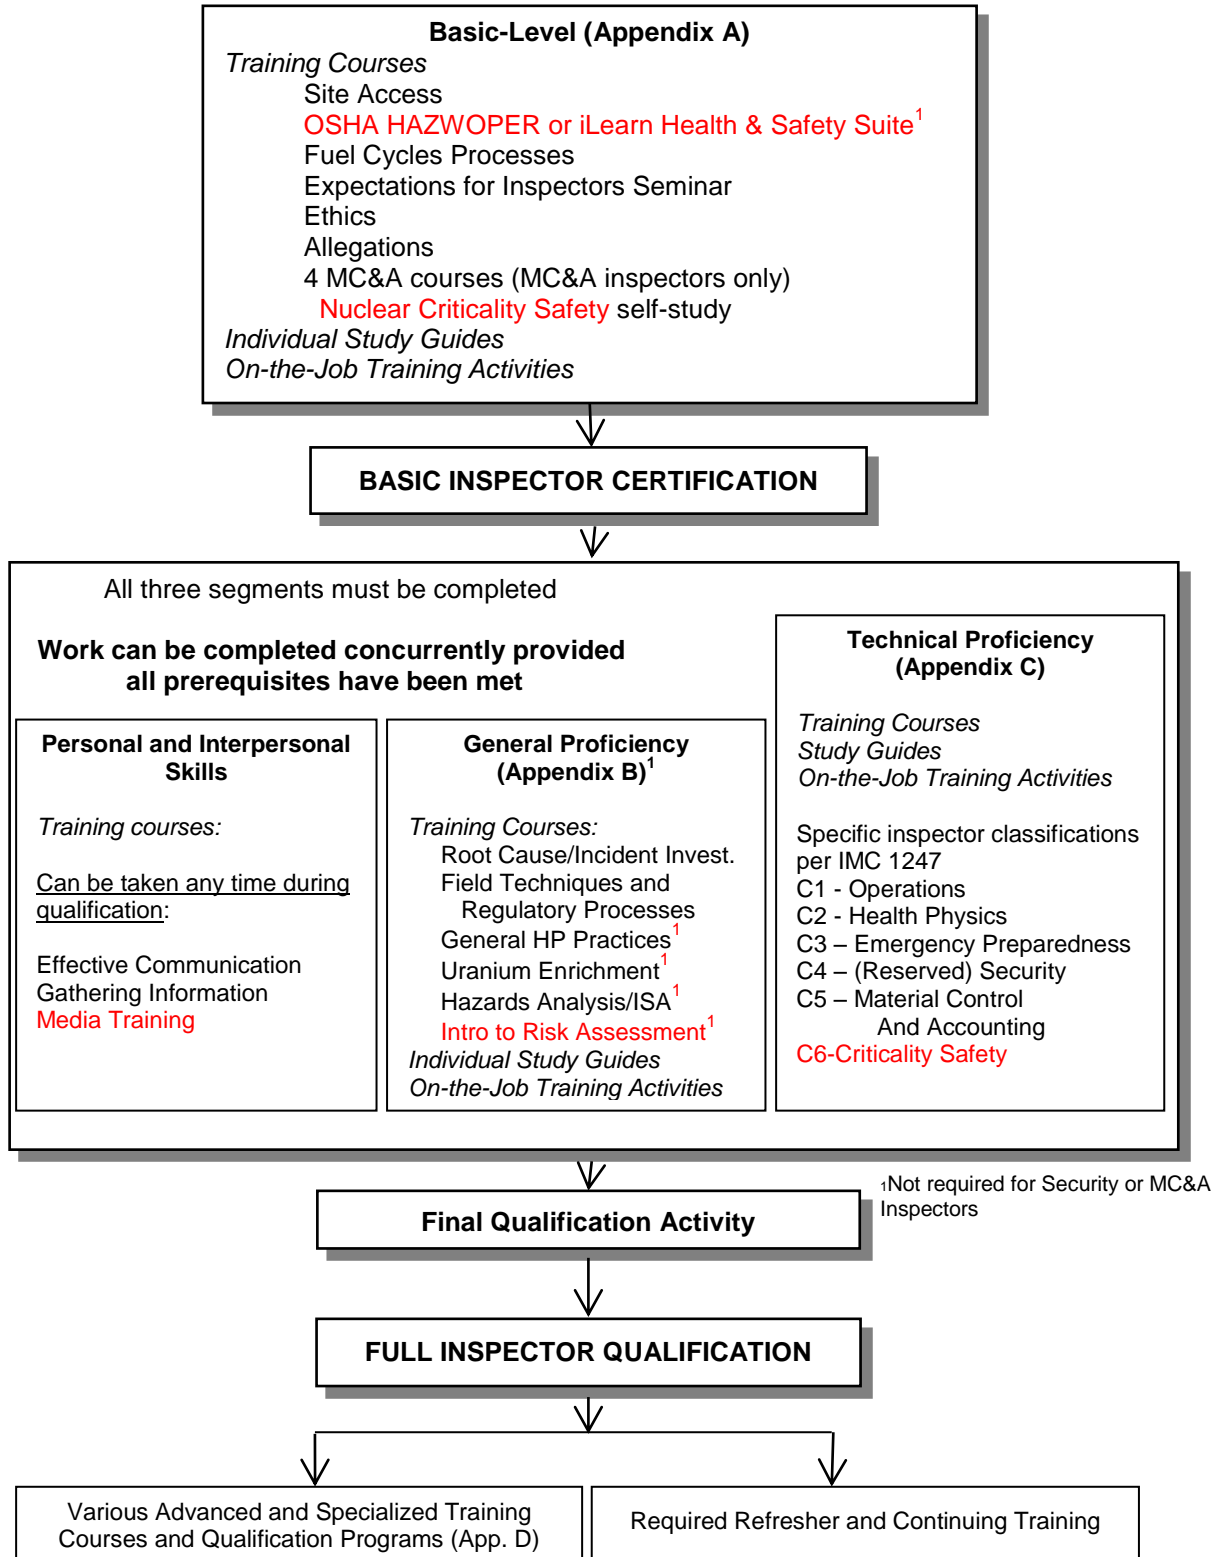 Basic-Level (Appendix A)
Training Courses
Site Access
OSHA HAZWOPER or iLearn Health & Safety Suite1
Fuel Cycles Processes
Expectations for Inspectors Seminar
Ethics
Allegations
4 MC&A courses (MC&A inspectors only)
Nuclear Criticality Safety self-study
Individual Study Guides
On-the-Job Training Activities
BASIC INSPECTOR CERTIFICATION
All three segments must be completed
Work can be completed concurrently provided
all prerequisites have been met
Personal and Interpersonal
Skills
Training courses:
Can be taken any time during
qualification:
Effective Communication
Gathering Information
Media Training
General Proficiency
(Appendix B)1
Training Courses:
Root Cause/Incident Invest.
Field Techniques and
Regulatory Processes
General HP Practices1
Uranium Enrichment1
Hazards Analysis/ISA1
Intro to Risk Assessment1
Individual Study Guides
On-the-Job Training Activities
Technical Proficiency
(Appendix C)
Training Courses
Study Guides
On-the-Job Training Activities
Specific inspector classifications
per IMC 1247
C1 - Operations
C2 - Health Physics
C3 – Emergency Preparedness
C4 – (Reserved) Security
C5 – Material Control
And Accounting
C6-Criticality Safety
1Not required for Security or MC&A
Inspectors
Final Qualification Activity
FULL INSPECTOR QUALIFICATION
Various Advanced and Specialized Training
Courses and Qualification Programs (App. D)
Required Refresher and Continuing Training